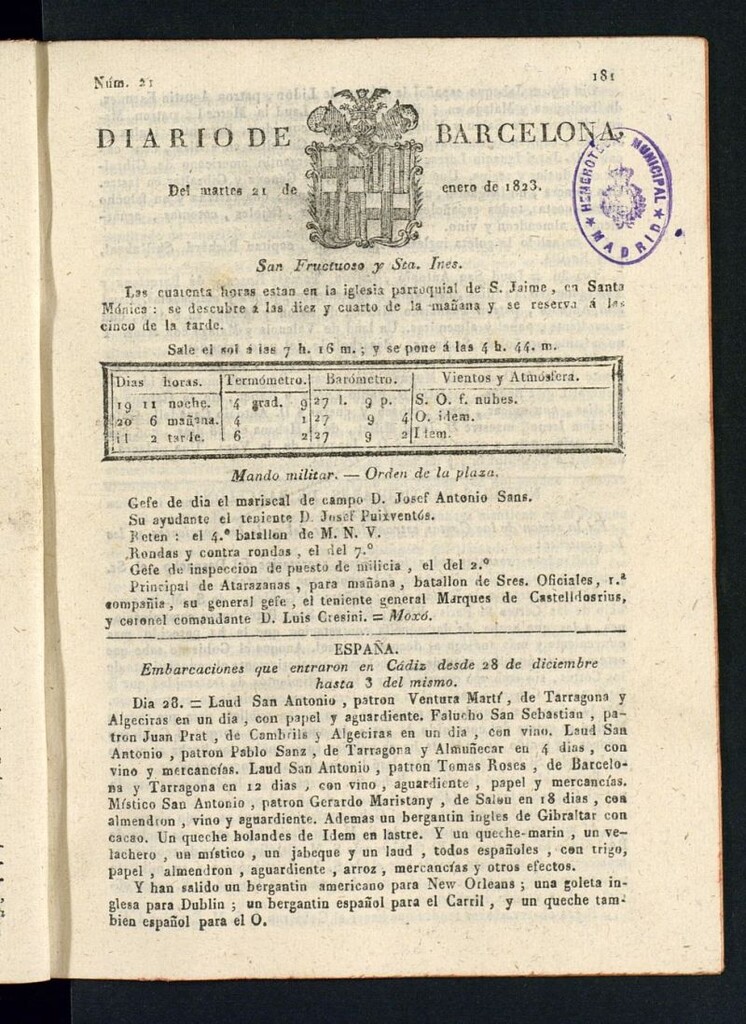 Núm. 21
181
DIARIO DE BARCELONA,
Del martes 21 de enero de 1823.
HEMEROTECA MUNICIPAL
★ MADRID ★
San Fructuoso y Sta. Ines.
Las cuarenta horas estan en la iglesia parroquial de S. Jaime, en Santa
Mónica: se descubre á las diez y cuarto de la mañana y se reserva á las
cinco de la tarde.
Sale el sol á las 7 h. 16 m.; y se pone á las 4 h. 44. m.
Dias horas. Termómetro. Barómetro. Vientos y Atmósfera.
19 11 noche. 4 grad. 9 27 l. 9 p. S. O. f. nubes.
20 6 mañana. 4 1 27 9 4 O. idem.
id. 2 tarde. 6 2 27 9 2 Idem.
Mando militar. — Orden de la plaza.
Gefe de dia el mariscal de campo D. Josef Antonio Sans.
Su ayudante el teniente D. Josef Puixventós.
Reten: el 4.º batallon de M. N. V.
Rondas y contra rondas, el del 7.º
Gefe de inspeccion de puesto de milicia, el del 2.º
Principal de Atarazanas, para mañana, batallon de Sres. Oficiales, 1.ª
compañia, su general gefe, el teniente general Marques de Castelldosrius,
y coronel comandante D. Luis Cresini. = Moxó.
ESPAÑA.
Embarcaciones que entraron en Cádiz desde 28 de diciembre
hasta 3 del mismo.
Dia 28. = Laud San Antonio, patron Ventura Martí, de Tarragona y
Algeciras en un dia, con papel y aguardiente. Falucho San Sebastian, pa-
tron Juan Prat, de Cambrils y Algeciras en un dia, con vino. Laud San
Antonio, patron Pablo Sanz, de Tarragona y Almuñecar en 4 dias, con
vino y mercancías. Laud San Antonio, patron Tomas Roses, de Barcelo-
na y Tarragona en 12 dias, con vino, aguardiente, papel y mercancías.
Místico San Antonio, patron Gerardo Maristany, de Salou en 18 dias, con
almendron, vino y aguardiente. Ademas un bergantin ingles de Gibraltar con
cacao. Un queche holandes de Idem en lastre. Y un queche-marin, un ve-
lachero, un místico, un jabeque y un laud, todos españoles, con trigo,
papel, almendron, aguardiente, arroz, mercancías y otros efectos.
Y han salido un bergantin americano para New Orleans; una goleta in-
glesa para Dublin; un bergantin español para el Carril, y un queche tam-
bien español para el O.